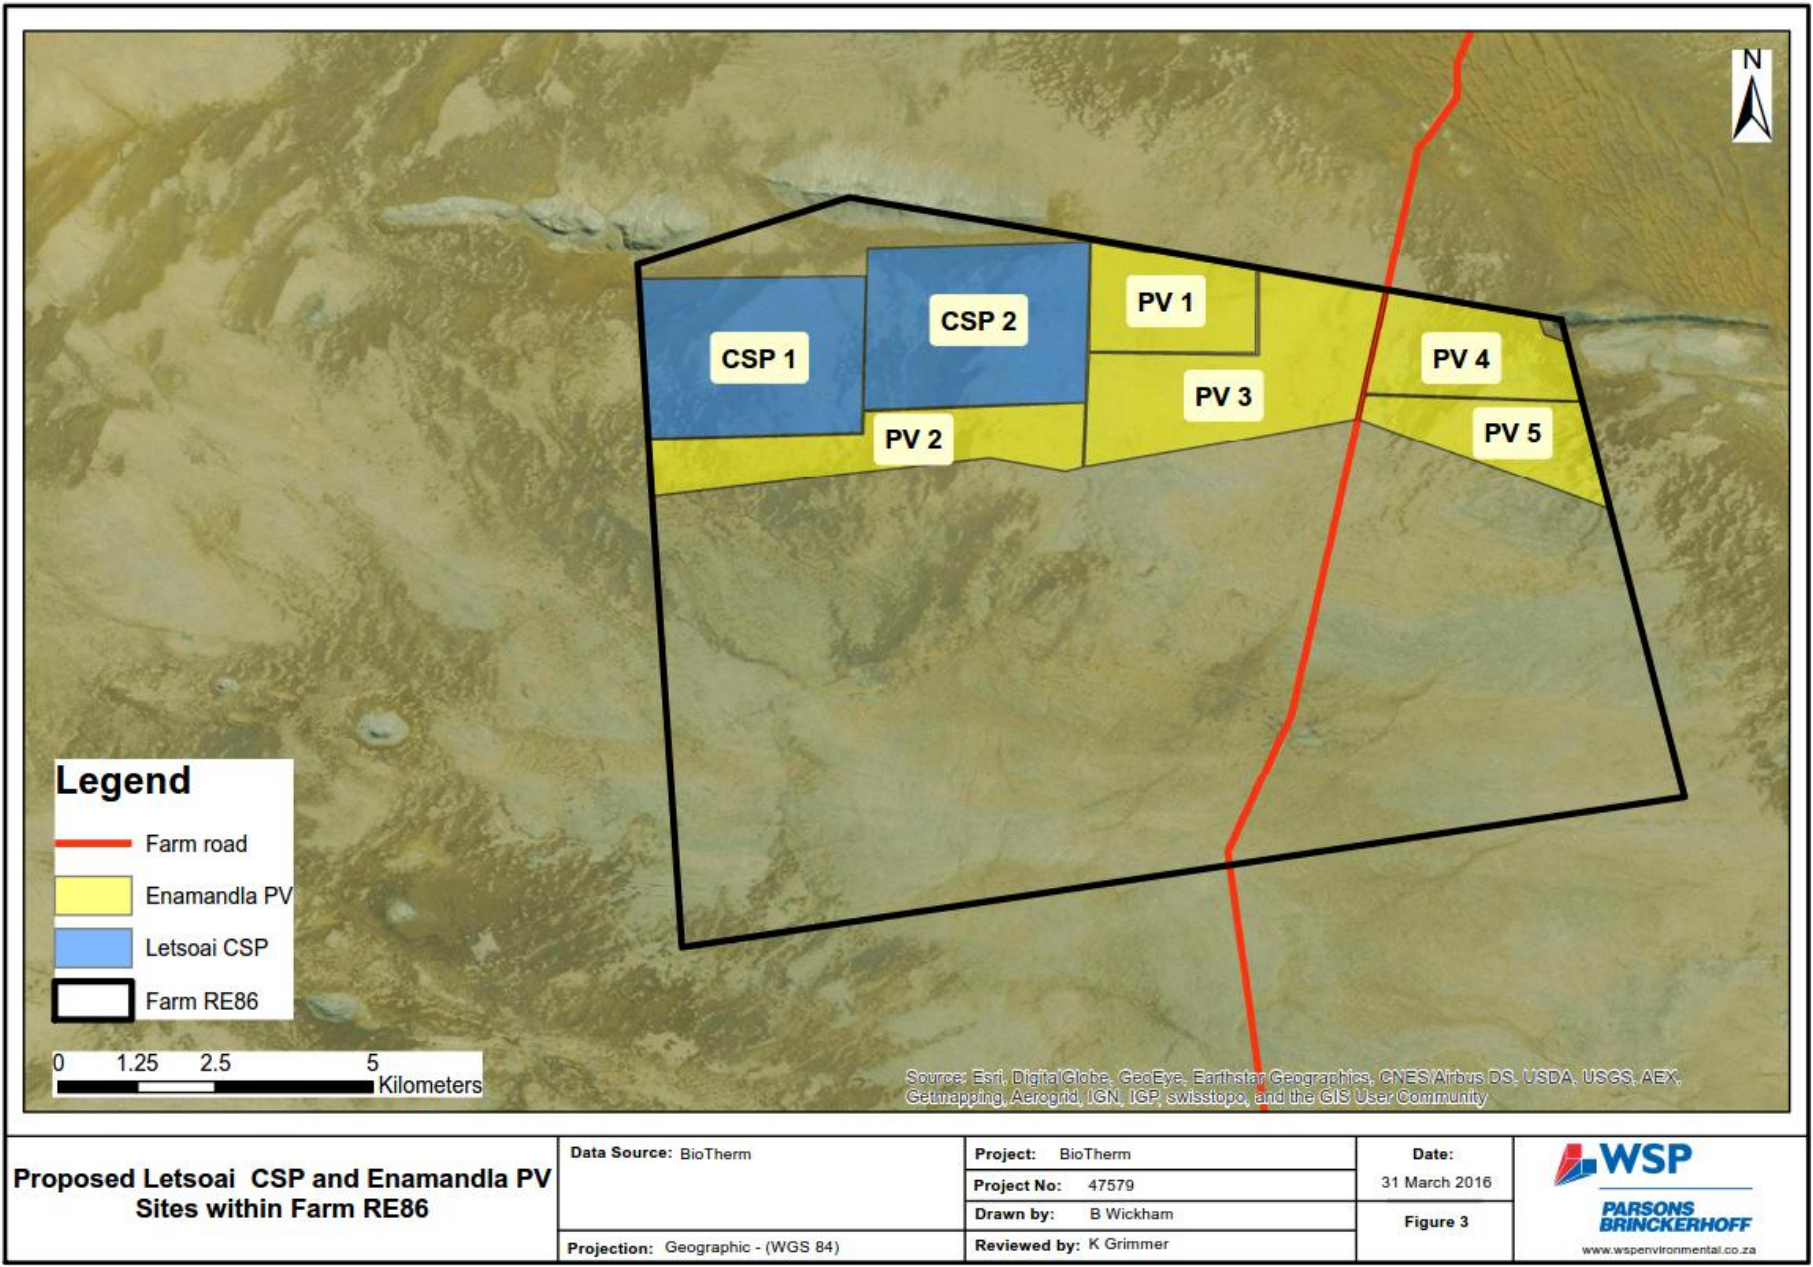 N
CSP 1
CSP 2
PV 1
PV 2
PV 3
PV 4
PV 5
Legend
Farm road
Enamandla PV
Letsoai CSP
Farm RE86
0 1.25 2.5 5
Kilometers
Source: Esri, DigitalGlobe, GeoEye, Earthstar Geographics, CNES/Airbus DS, USDA, USGS, AEX,
Getmapping, Aerogrid, IGN, IGP, swisstopo, and the GIS User Community
Proposed Letsoai CSP and Enamandla PV
Sites within Farm RE86
Data Source: BioTherm
Projection: Geographic - (WGS 84)
Project: BioTherm
Project No: 47579
Drawn by: B Wickham
Reviewed by: K Grimmer
Date:
31 March 2016
Figure 3
WSP
PARSONS
BRINCKERHOFF
www.wspenvironmental.co.za